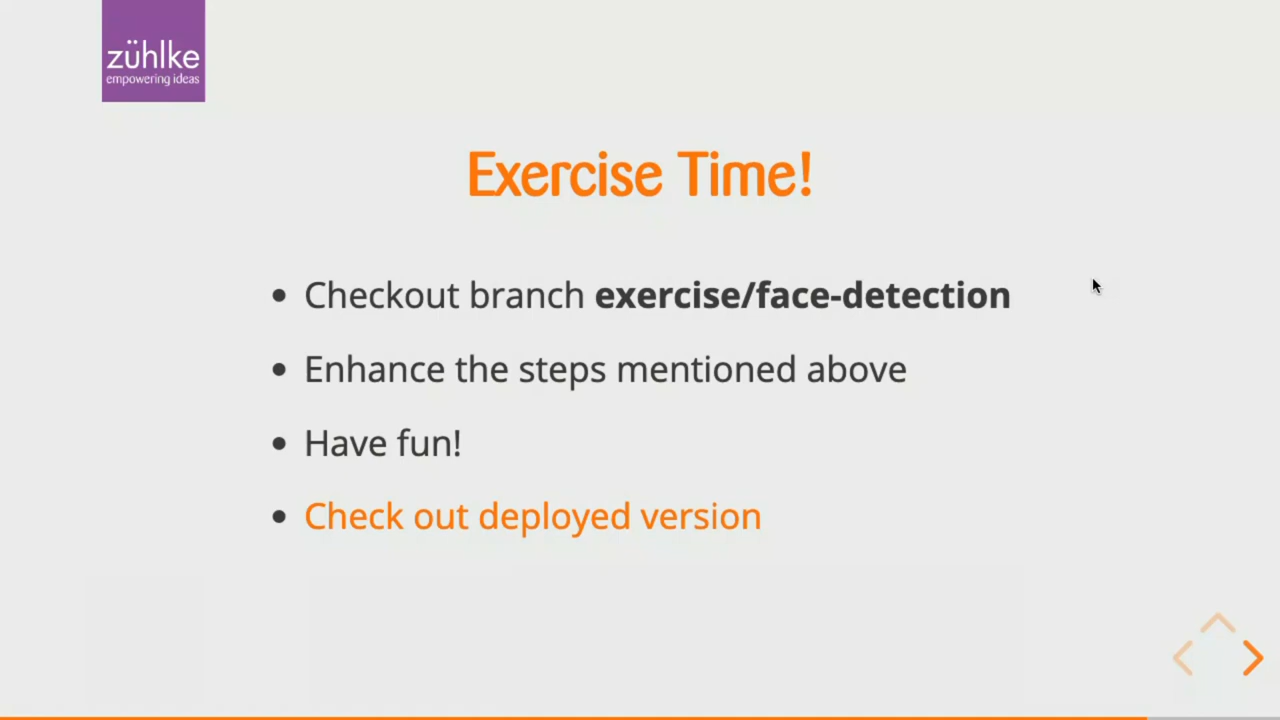 zühlke
empowering ideas
Exercise Time!
Checkout branch exercise/face-detection
Enhance the steps mentioned above
Have fun!
Check out deployed version